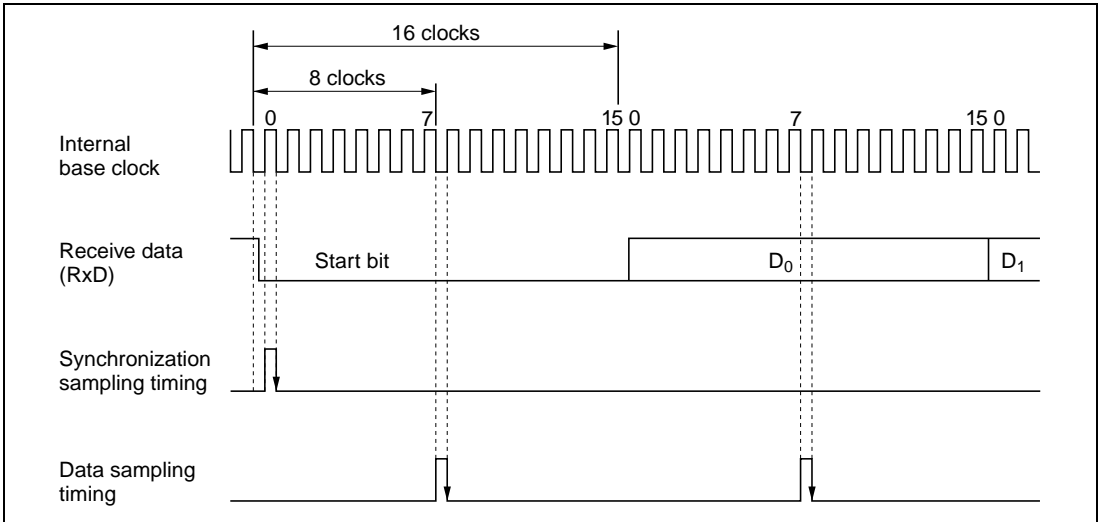 16 clocks
8 clocks
0 7 15 0 7 15 0
Internal
base clock
Receive data
(RxD)
Start bit D₀ D₁
Synchronization
sampling timing
Data sampling
timing